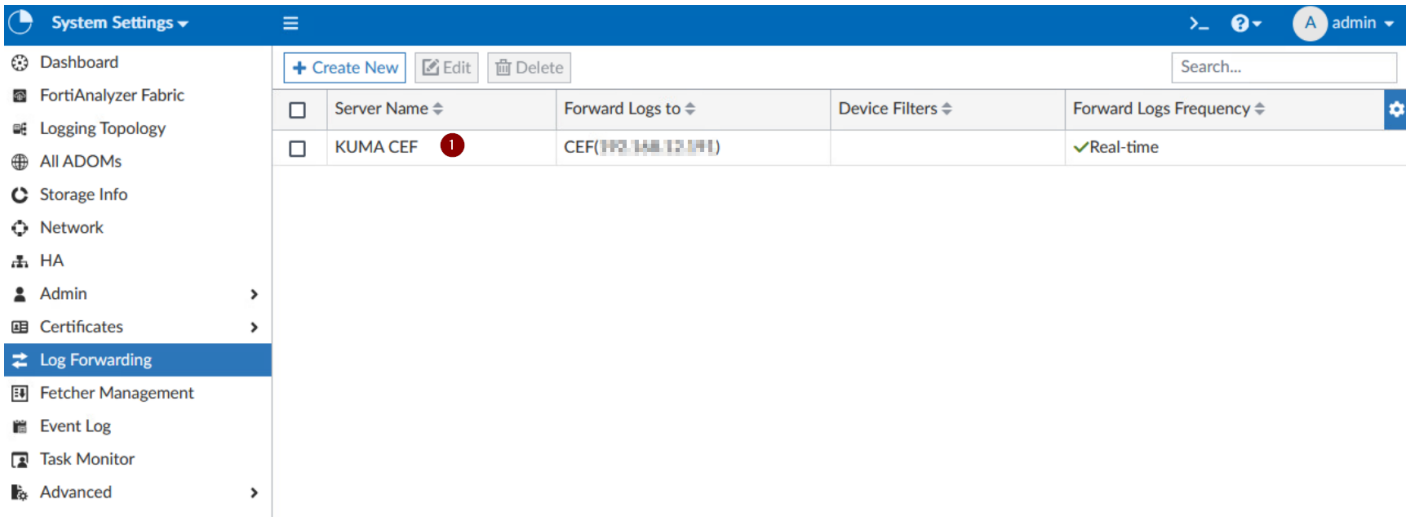 System Settings
>_ ? A admin
Dashboard
FortiAnalyzer Fabric
Logging Topology
All ADOMs
Storage Info
Network
HA
Admin
Certificates
Log Forwarding
Fetcher Management
Event Log
Task Monitor
Advanced
+ Create New Edit Delete Search...
Server Name Forward Logs to Device Filters Forward Logs Frequency
KUMA CEF 1 CEF( ) Real-time